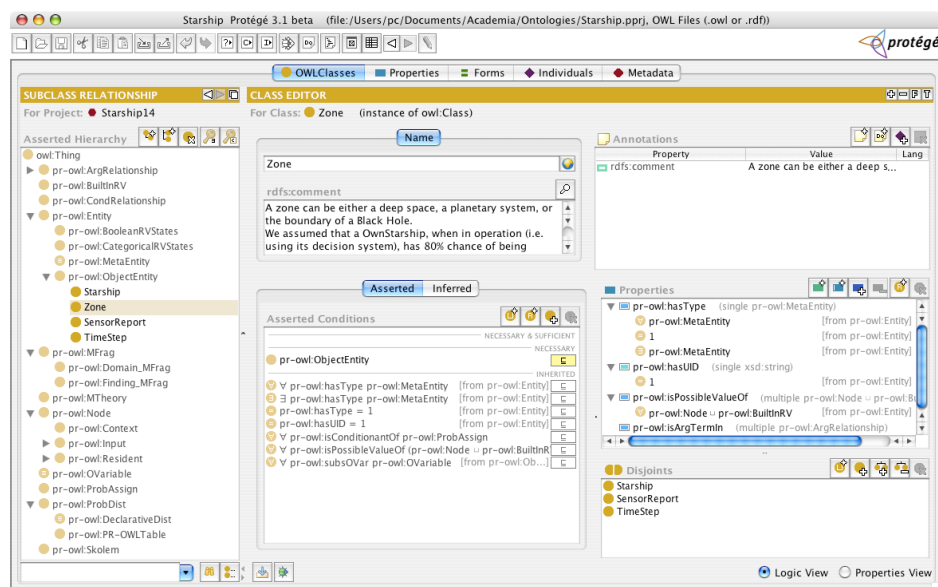 Starship Protégé 3.1 beta (file:/Users/pc/Documents/Academia/Ontologies/Starship.pprj, OWL Files (.owl or .rdf))
protégé
OWLClasses Properties Forms Individuals Metadata
SUBCLASS RELATIONSHIP
For Project: Starship14
Asserted Hierarchy
owl:Thing
pr-owl:ArgRelationship
pr-owl:BuiltInRV
pr-owl:CondRelationship
pr-owl:Entity
pr-owl:BooleanRVStates
pr-owl:CategoricalRVStates
pr-owl:MetaEntity
pr-owl:ObjectEntity
Starship
Zone
SensorReport
TimeStep
pr-owl:MFrag
pr-owl:Domain_MFrag
pr-owl:Finding_MFrag
pr-owl:MTheory
pr-owl:Node
pr-owl:Context
pr-owl:Input
pr-owl:Resident
pr-owl:OVariable
pr-owl:ProbAssign
pr-owl:ProbDist
pr-owl:DeclarativeDist
pr-owl:PR-OWLTable
pr-owl:Skolem
CLASS EDITOR
For Class: Zone (instance of owl:Class)
Name
Zone
rdfs:comment
A zone can be either a deep space, a planetary system, or
the boundary of a Black Hole.
We assumed that a OwnStarship, when in operation (i.e.
using its decision system), has 80% chance of being
Annotations
Property Value Lang
rdfs:comment A zone can be either a deep s...
Asserted Inferred
Asserted Conditions
NECESSARY & SUFFICIENT
NECESSARY
pr-owl:ObjectEntity
INHERITED
∀ pr-owl:hasType pr-owl:MetaEntity [from pr-owl:Entity]
∃ pr-owl:hasType pr-owl:MetaEntity [from pr-owl:Entity]
pr-owl:hasType = 1 [from pr-owl:Entity]
pr-owl:hasUID = 1 [from pr-owl:Entity]
∀ pr-owl:isConditionantOf pr-owl:ProbAssign
∀ pr-owl:isPossibleValueOf (pr-owl:Node ⊔ pr-owl:BuiltInR
∀ pr-owl:subsOVar pr-owl:OVariable [from pr-owl:Ob...]
Properties
pr-owl:hasType (single pr-owl:MetaEntity)
pr-owl:MetaEntity [from pr-owl:Entity]
1 [from pr-owl:Entity]
pr-owl:MetaEntity [from pr-owl:Entity]
pr-owl:hasUID (single xsd:string)
1 [from pr-owl:Entity]
pr-owl:isPossibleValueOf (multiple pr-owl:Node ⊔ pr-owl:Bu
pr-owl:Node ⊔ pr-owl:BuiltInRV [from pr-owl:Entity]
pr-owl:isArgTermIn (multiple pr-owl:ArgRelationship)
Disjoints
Starship
SensorReport
TimeStep
Logic View Properties View